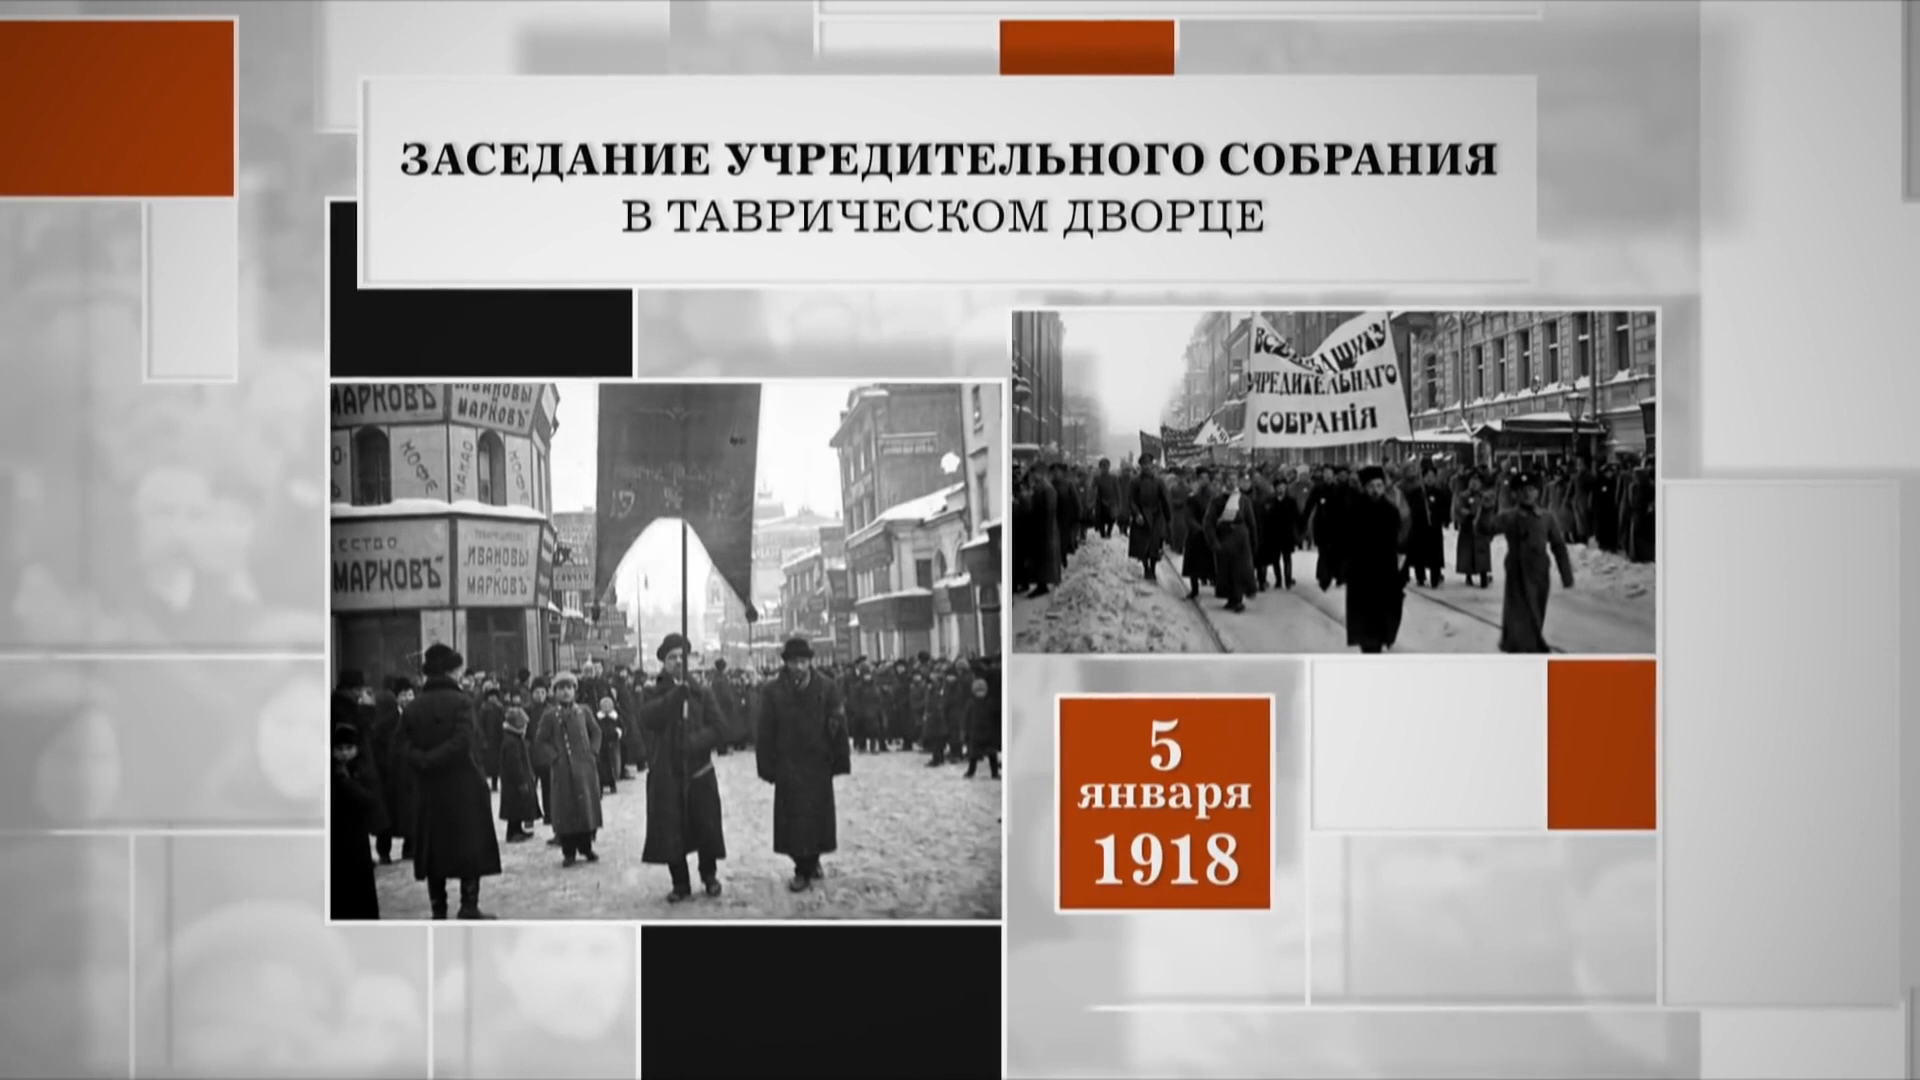 ЗАСЕДАНИЕ УЧРЕДИТЕЛЬНОГО СОБРАНИЯ
В ТАВРИЧЕСКОМ ДВОРЦЕ
МАРКОВЪ
ИВАНОВЫ
МАРКОВЪ"
КОФЕ
КАКАО
КОФЕ
МАРКОВЪ"
"ИВАНОВЫ
МАРКОВЪ"
УЧРЕДИТЕЛЬНАГО
СОБРАНІЯ
5
января
1918